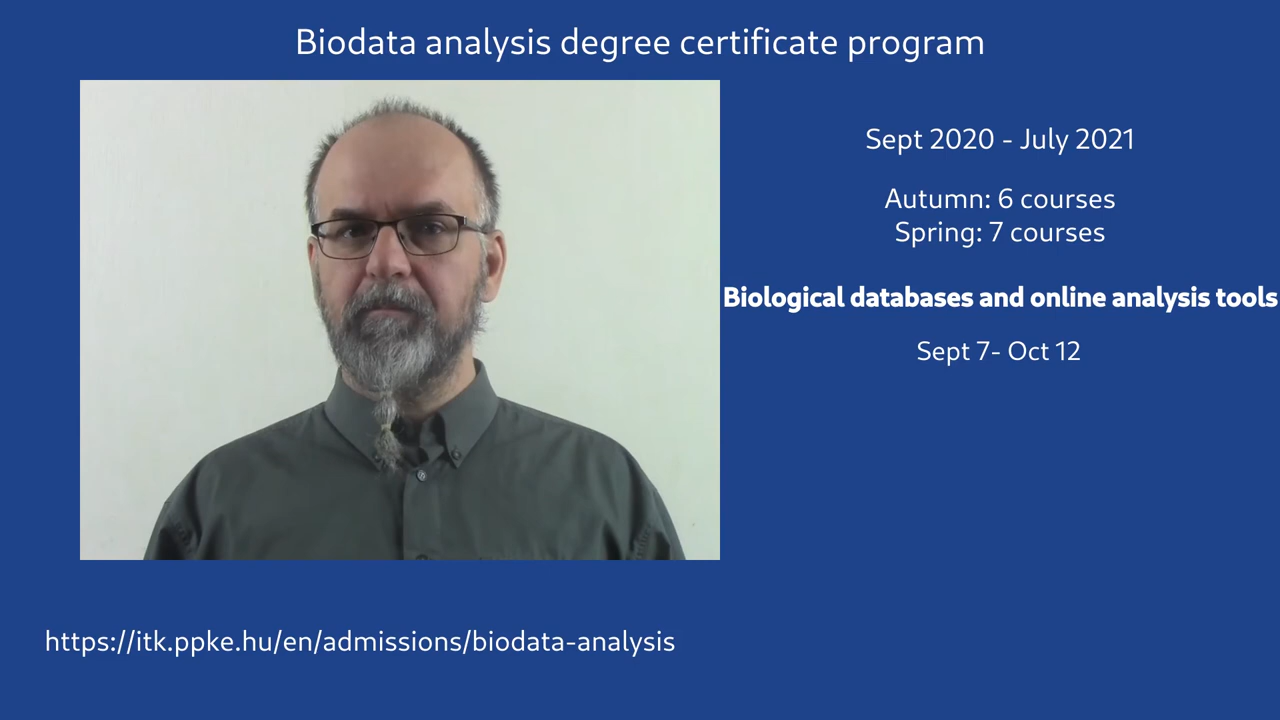 Biodata analysis degree certificate program
Sept 2020 - July 2021
Autumn: 6 courses
Spring: 7 courses
Biological databases and online analysis tools
Sept 7- Oct 12
https://itk.ppke.hu/en/admissions/biodata-analysis